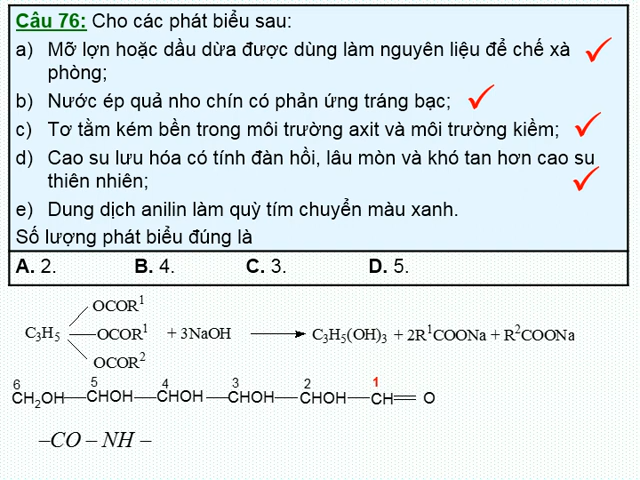 Câu 76: Cho các phát biểu sau:
a) Mỡ lợn hoặc dầu dừa được dùng làm nguyên liệu để chế xà
phòng;
b) Nước ép quả nho chín có phản ứng tráng bạc;
c) Tơ tằm kém bền trong môi trường axit và môi trường kiềm;
d) Cao su lưu hóa có tính đàn hồi, lâu mòn và khó tan hơn cao su
thiên nhiên;
e) Dung dịch anilin làm quỳ tím chuyển màu xanh.
Số lượng phát biểu đúng là
A. 2. B. 4. C. 3. D. 5.
OCOR¹
C₃H₅ OCOR¹ + 3NaOH C₃H₅(OH)₃ + 2R¹COONa + R²COONa
OCOR²
6 5 4 3 2 1
CH₂OH—CHOH—CHOH—CHOH—CHOH—CH=O
–CO – NH –